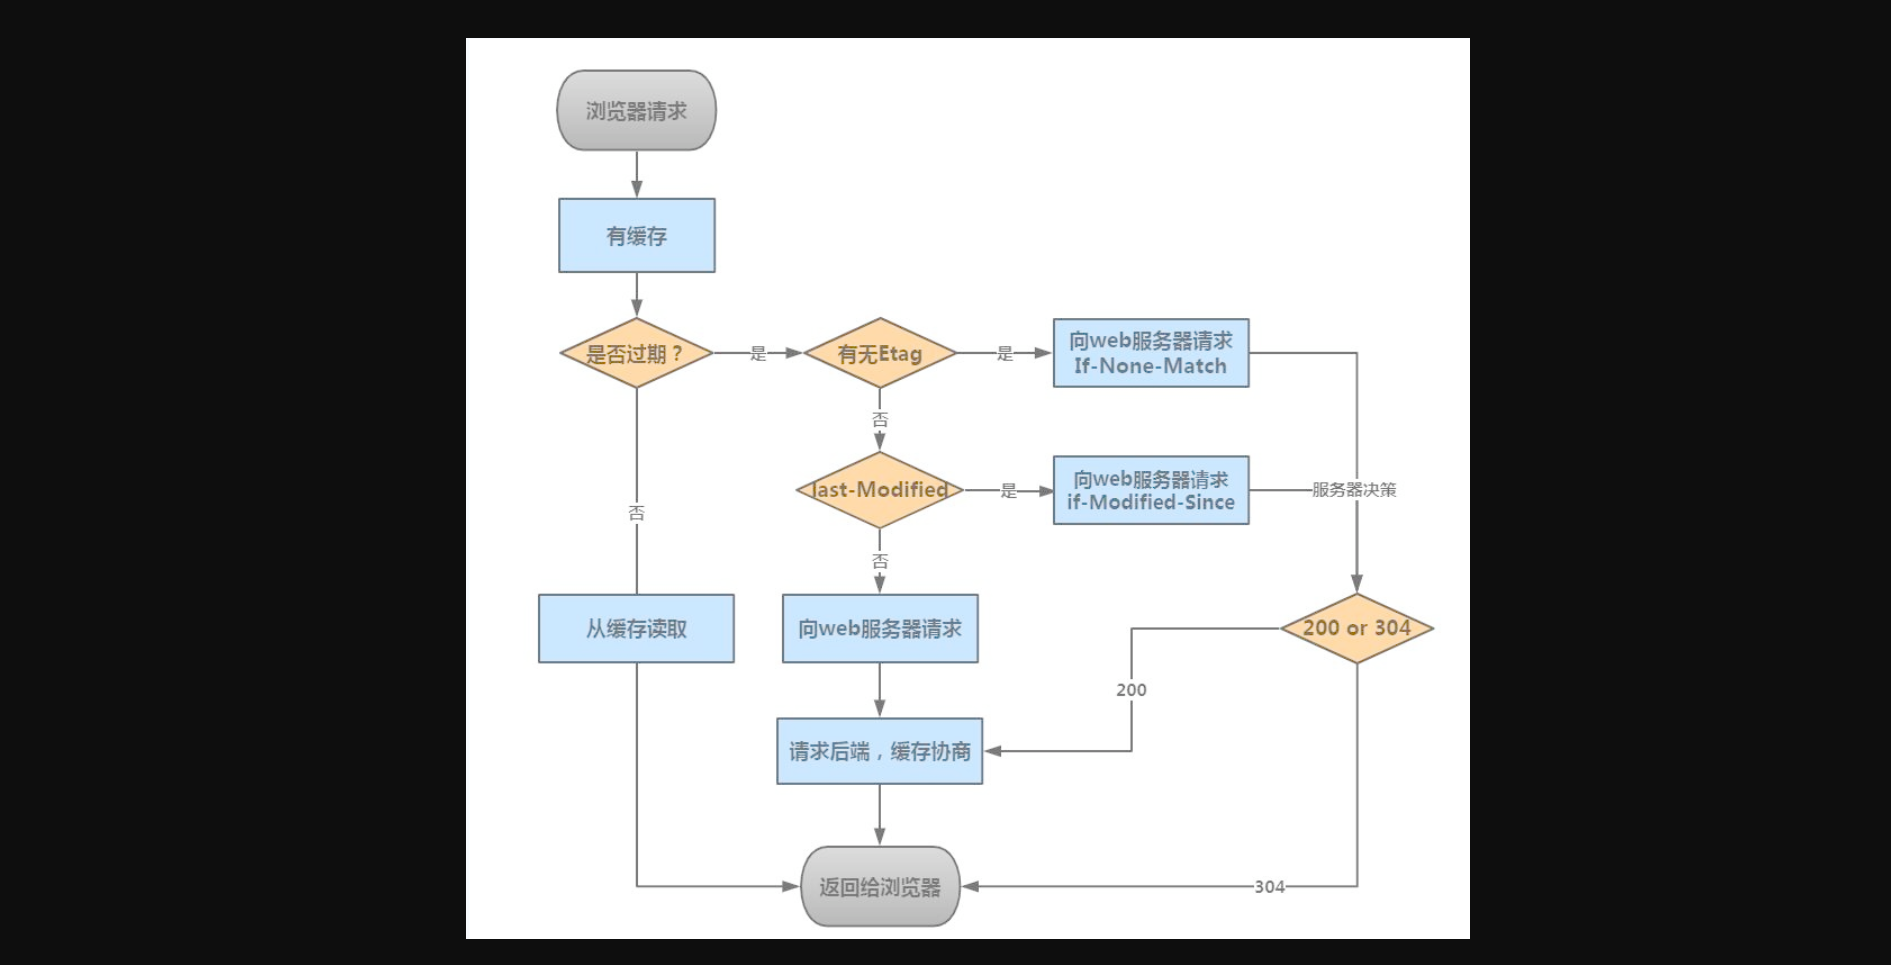 浏览器请求
有缓存
是否过期？
是
有无Etag
是
向web服务器请求
If-None-Match
否
last-Modified
是
向web服务器请求
if-Modified-Since
服务器决策
否
否
从缓存读取
向web服务器请求
200 or 304
200
请求后端，缓存协商
返回给浏览器
304